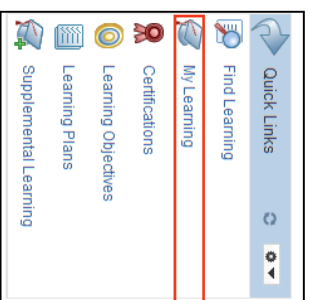 Quick Links
Find Learning
My Learning
Certifications
Learning Objectives
Learning Plans
Supplemental Learning